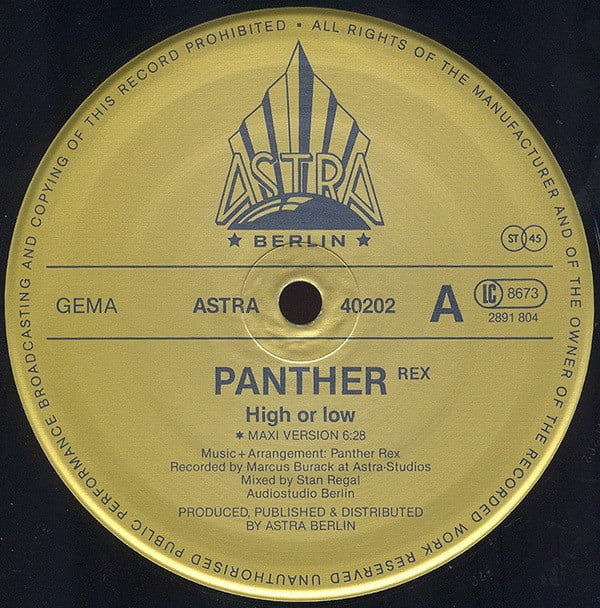 ALL RIGHTS OF THE MANUFACTURER AND OF THE OWNER OF THE RECORDED WORK RESERVED UNAUTHORISED PUBLIC PERFORMANCE BROADCASTING AND COPYING OF THIS RECORD PROHIBITED •
ASTRA
★ BERLIN ★
ST 45
GEMA ASTRA 40202 A LC 8673
2891 804
PANTHER REX
High or low
★ MAXI VERSION 6:28
Music + Arrangement: Panther Rex
Recorded by Marcus Burack at Astra-Studios
Mixed by Stan Regal
Audiostudio Berlin
PRODUCED, PUBLISHED & DISTRIBUTED
BY ASTRA BERLIN